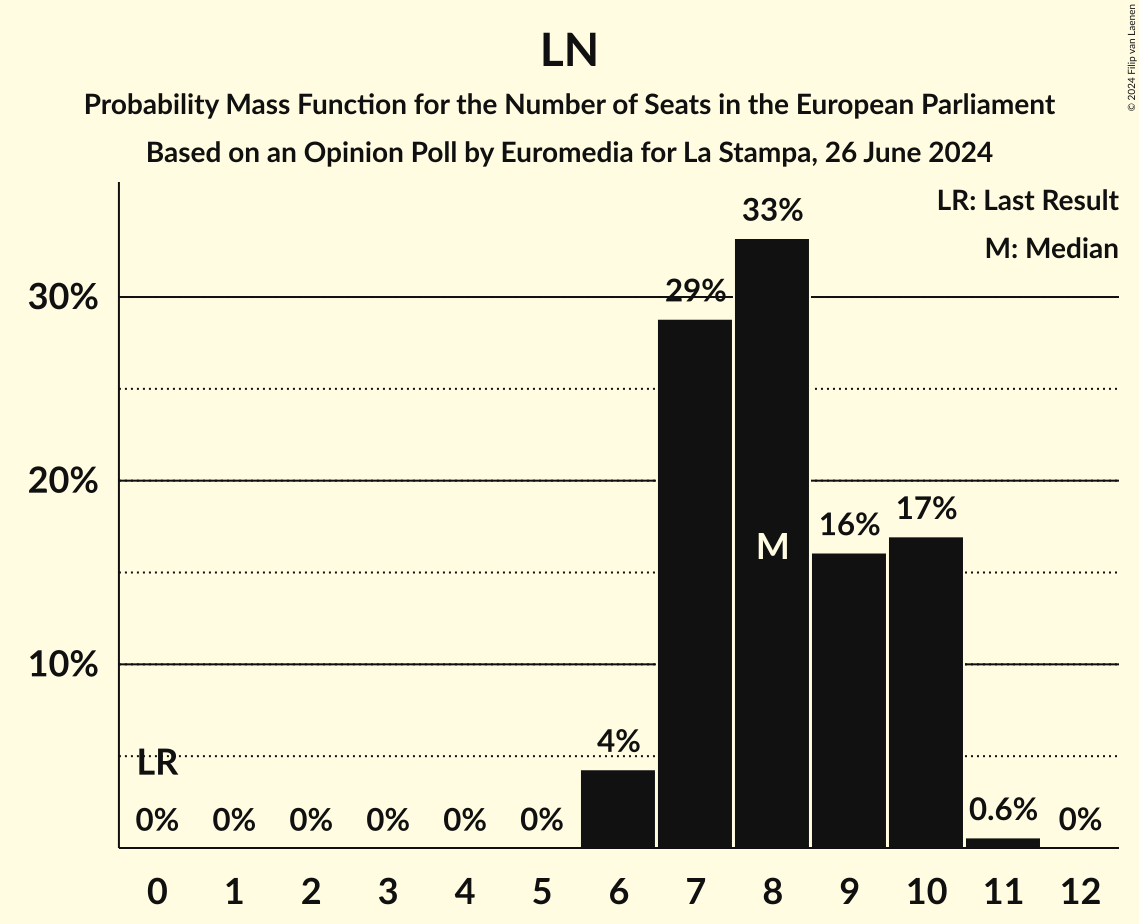 LN
Probability Mass Function for the Number of Seats in the European Parliament
Based on an Opinion Poll by Euromedia for La Stampa, 26 June 2024
© 2024 Filip van Laenen
LR: Last Result
M: Median
30%
20%
10%
LR
0%
0%
0%
0%
0%
0%
4%
29%
33%
M
16%
17%
0.6%
0%
0 1 2 3 4 5 6 7 8 9 10 11 12